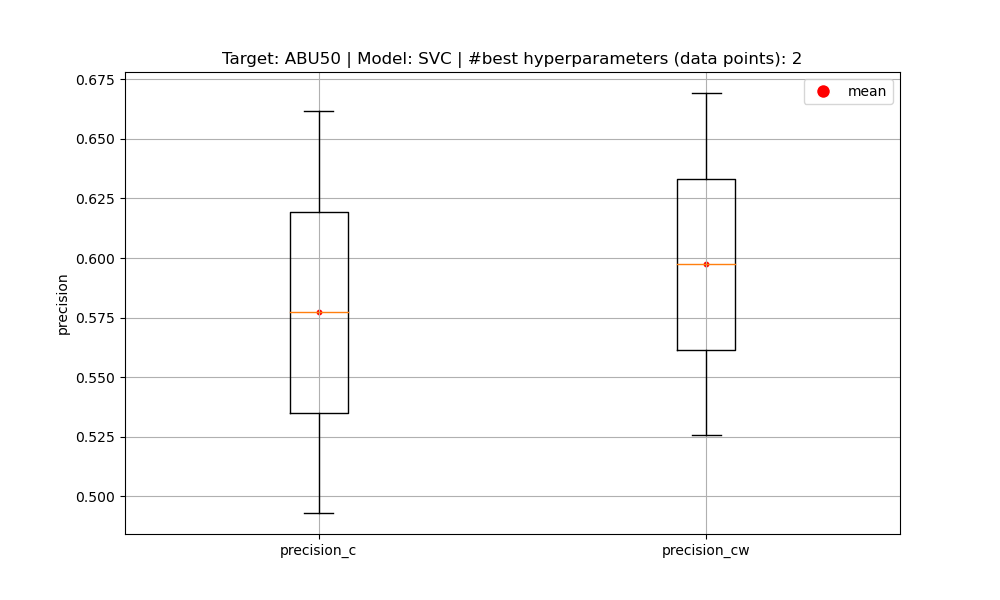 Target: ABU50 | Model: SVC | #best hyperparameters (data points): 2
mean
precision
0.675
0.650
0.625
0.600
0.575
0.550
0.525
0.500
precision_c
precision_cw